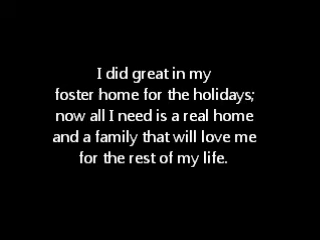 I did great in my
foster home for the holidays;
now all I need is a real home
and a family that will love me
for the rest of my life.